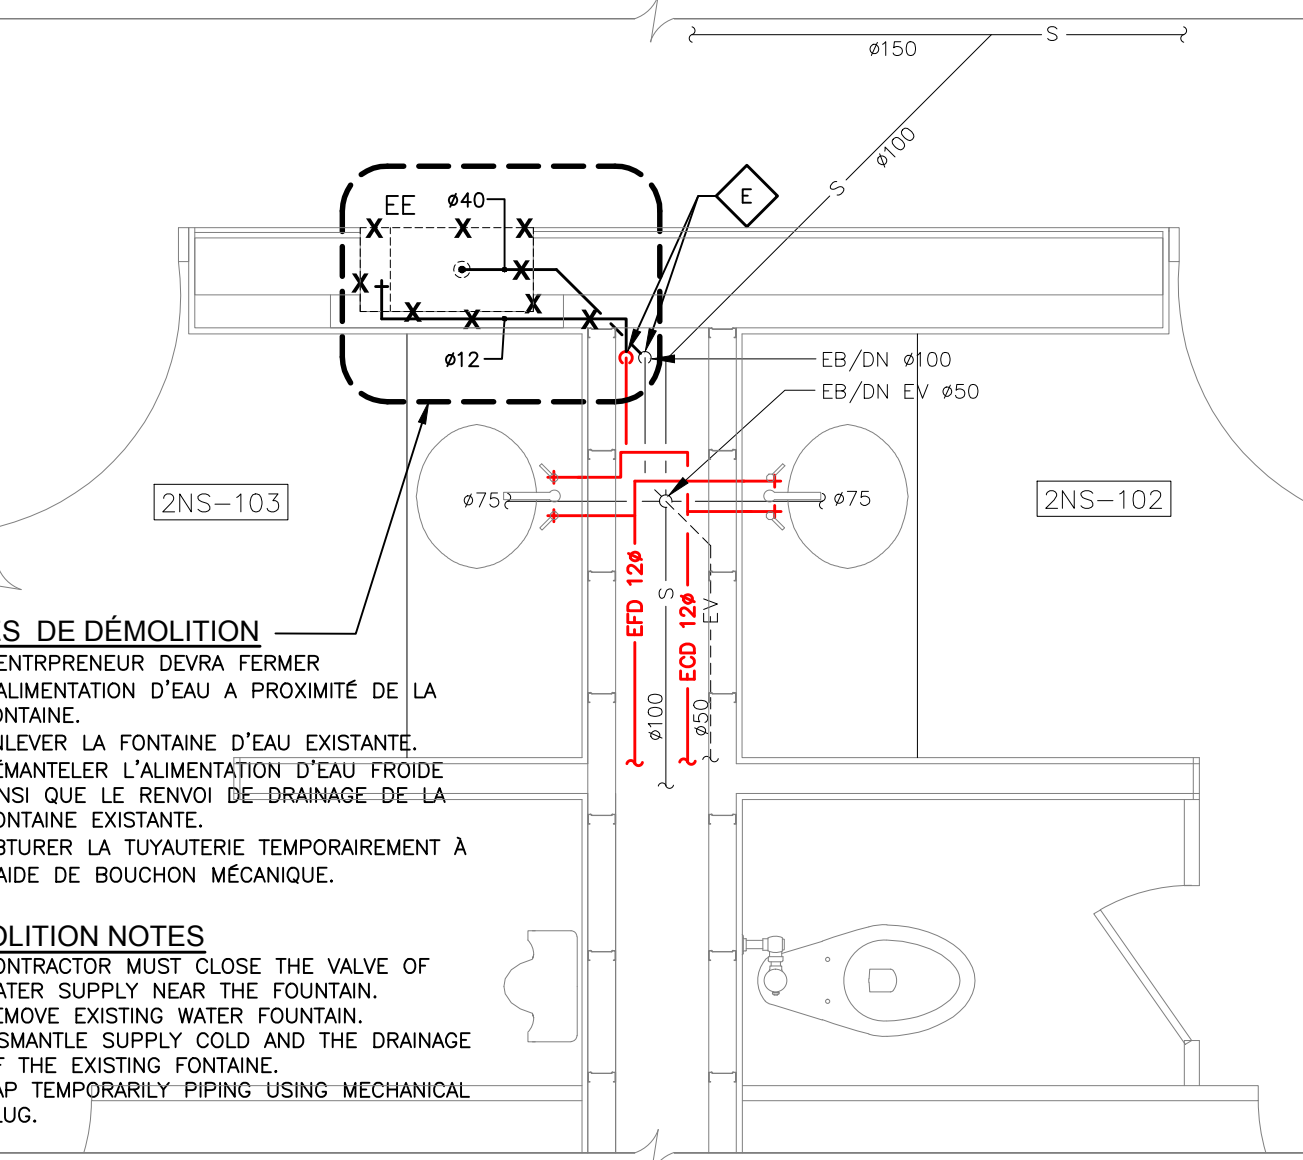 S
ø150
ø100
S
EE
ø40
E
ø12
EB/DN ø100
EB/DN EV ø50
2NS-103
ø75
ø75
2NS-102
EFD 12ø
S
ECD 12ø
EV
ø100
ø50
ES DE DÉMOLITION
ENTRPRENEUR DEVRA FERMER
ALIMENTATION D'EAU A PROXIMITÉ DE LA
ONTAINE.
NLEVER LA FONTAINE D'EAU EXISTANTE.
ÉMANTELER L'ALIMENTATION D'EAU FROIDE
INSI QUE LE RENVOI DE DRAINAGE DE LA
ONTAINE EXISTANTE.
BTURER LA TUYAUTERIE TEMPORAIREMENT À
AIDE DE BOUCHON MÉCANIQUE.
OLITION NOTES
ONTRACTOR MUST CLOSE THE VALVE OF
ATER SUPPLY NEAR THE FOUNTAIN.
EMOVE EXISTING WATER FOUNTAIN.
SMANTLE SUPPLY COLD AND THE DRAINAGE
F THE EXISTING FONTAINE.
AP TEMPORARILY PIPING USING MECHANICAL
LUG.